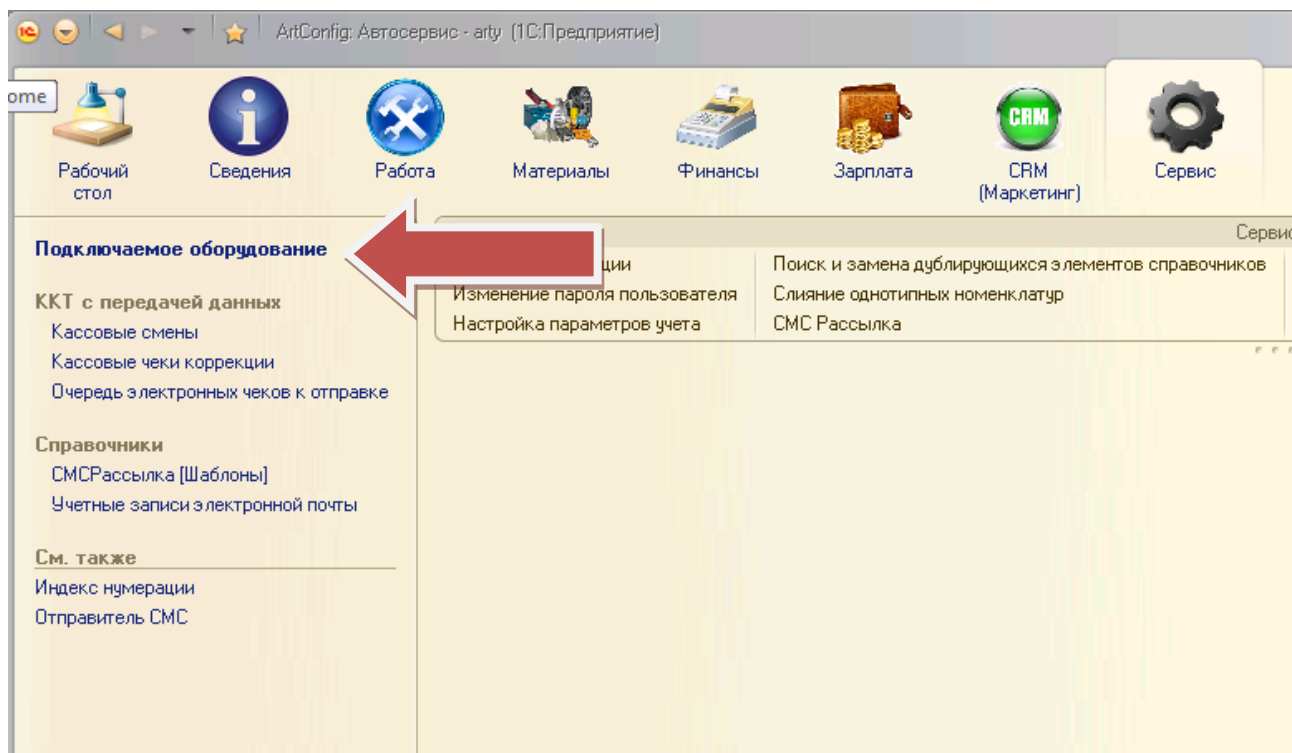 1С
ArtConfig: Автосервис - arty (1С:Предприятие)
ome
Рабочий
стол
Сведения
Работа
Материалы
Финансы
Зарплата
CRM
CRM
(Маркетинг)
Сервис
Подключаемое оборудование
ККТ с передачей данных
Кассовые смены
Кассовые чеки коррекции
Очередь электронных чеков к отправке
Справочники
СМСРассылка [Шаблоны]
Учетные записи электронной почты
См. также
Индекс нумерации
Отправитель СМС
Сервис
ции
Изменение пароля пользователя
Настройка параметров учета
Поиск и замена дублирующихся элементов справочников
Слияние однотипных номенклатур
СМС Рассылка